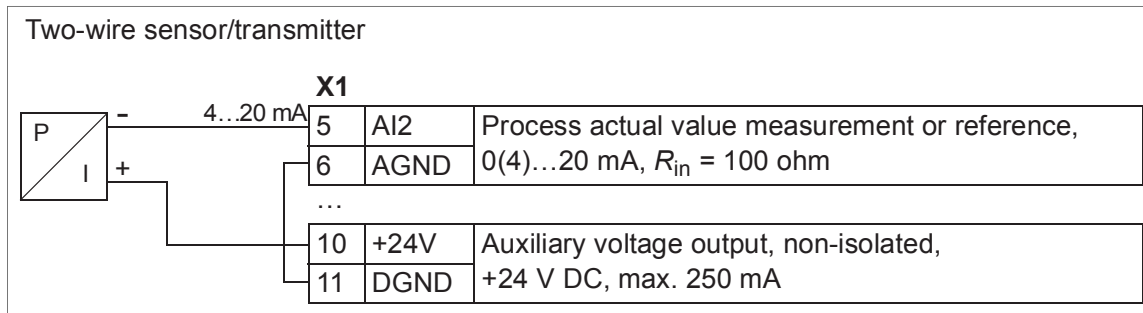 Two-wire sensor/transmitter
X1
P
I
-
+
4…20 mA
5 AI2 Process actual value measurement or reference,
6 AGND 0(4)…20 mA, Rin = 100 ohm
…
10 +24V Auxiliary voltage output, non-isolated,
11 DGND +24 V DC, max. 250 mA